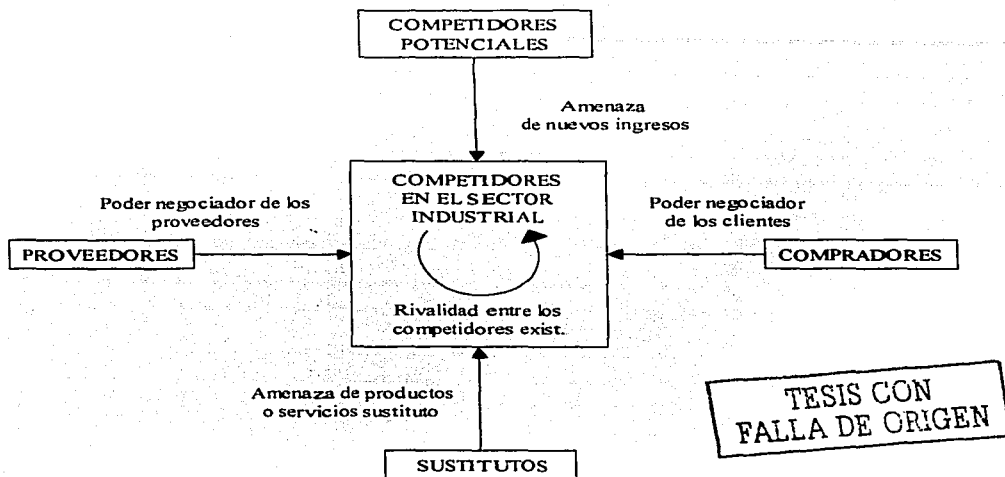 COMPETIDORES
POTENCIALES
Amenaza
de nuevos ingresos
COMPETIDORES
EN EL SECTOR
INDUSTRIAL
Poder negociador de los
proveedores
Poder negociador
de los clientes
PROVEEDORES
COMPRADORES
Rivalidad entre los
competidores exist.
Amenaza de productos
o servicios sustituto
TESIS CON
FALLA DE ORIGEN
SUSTITUTOS